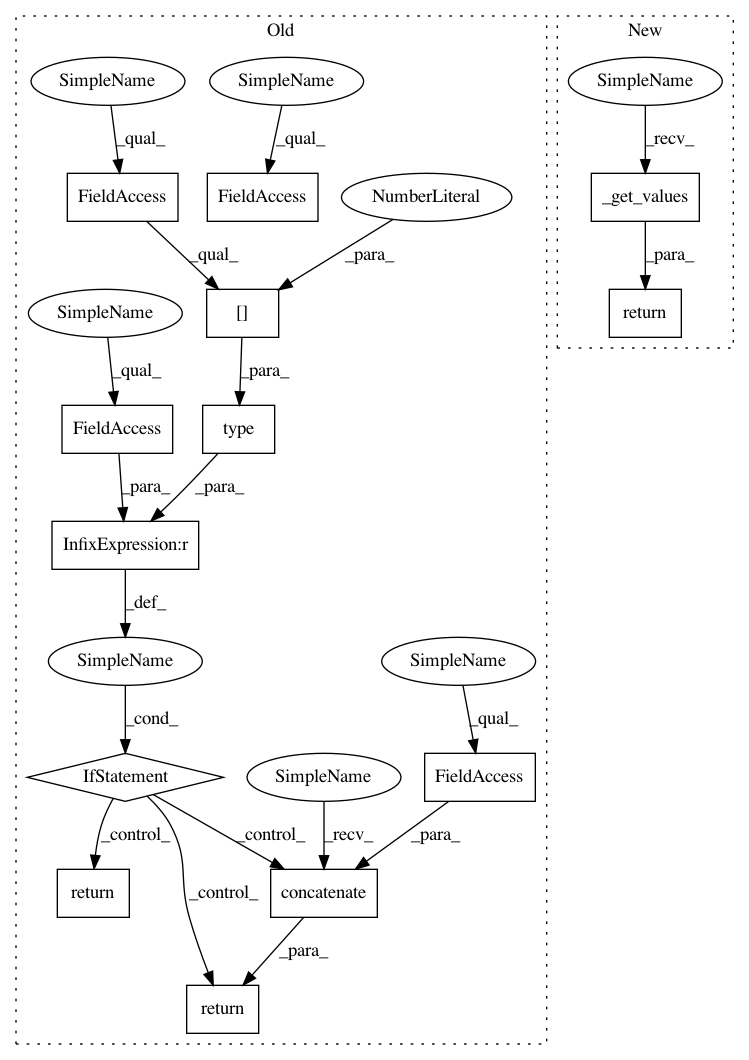 Old
New
SimpleName
SimpleName
SimpleName
_qual_
_qual_
_recv_
FieldAccess
FieldAccess
NumberLiteral
_get_values
_qual_
_para_
_para_
SimpleName
[]
return
_qual_
_para_
FieldAccess
type
_para_
_para_
InfixExpression:r
_def_
SimpleName
SimpleName
_cond_
_qual_
IfStatement
SimpleName
FieldAccess
_control_
_control_
_recv_
_para_
return
_control_
concatenate
_para_
return